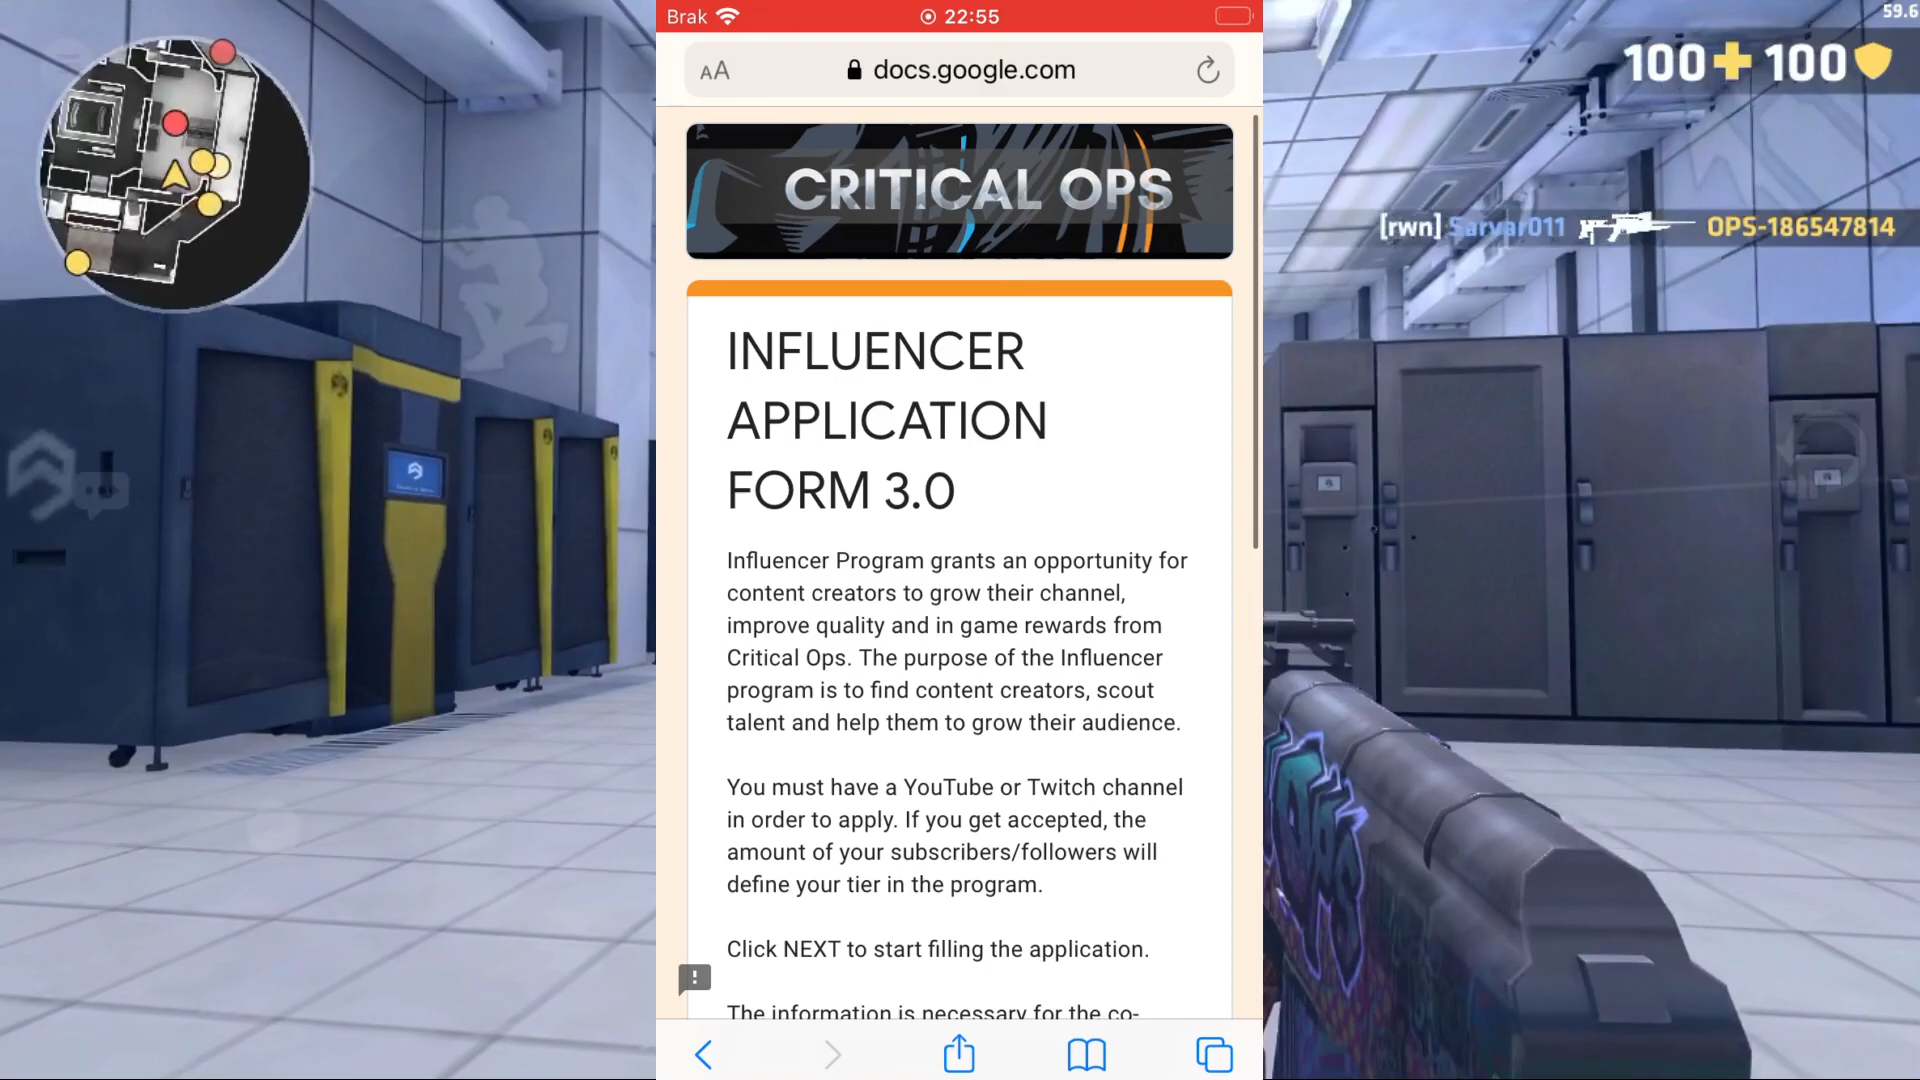 Brak 22:55
59.6
AA docs.google.com
100 100
CRITICAL OPS
[rwn] Sarvar011 OPS-186547814
INFLUENCER
APPLICATION
FORM 3.0
Influencer Program grants an opportunity for
content creators to grow their channel,
improve quality and in game rewards from
Critical Ops. The purpose of the Influencer
program is to find content creators, scout
talent and help them to grow their audience.
You must have a YouTube or Twitch channel
in order to apply. If you get accepted, the
amount of your subscribers/followers will
define your tier in the program.
Click NEXT to start filling the application.
The information is necessary for the co-